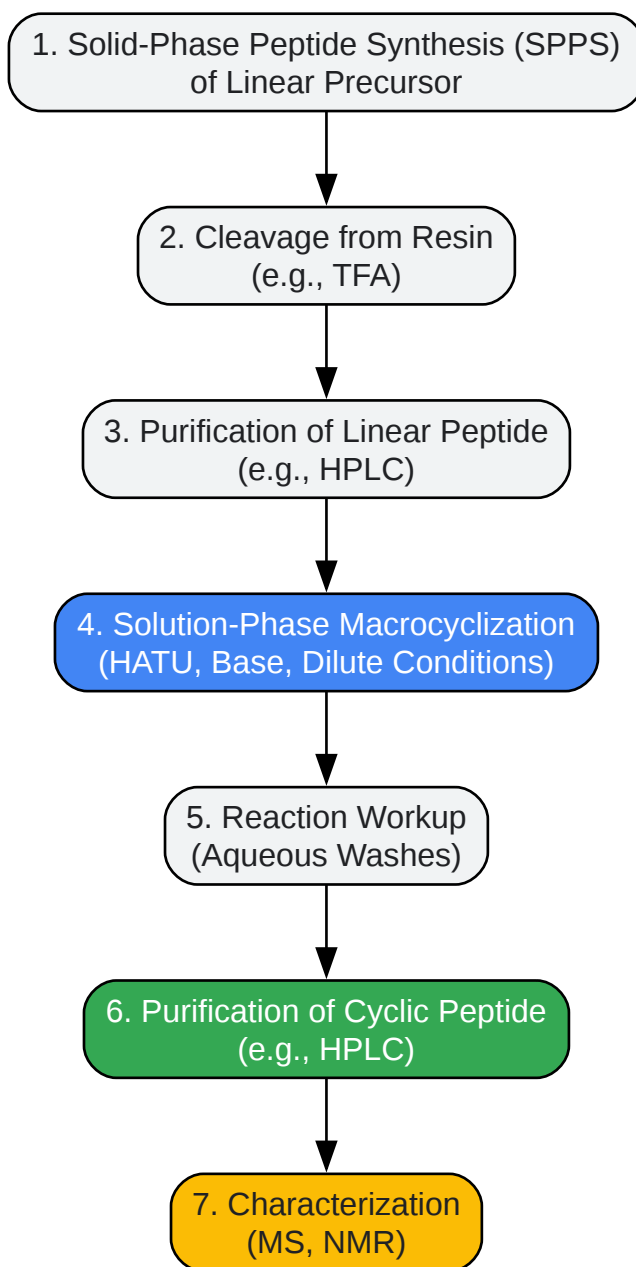 1. Solid-Phase Peptide Synthesis (SPPS)
of Linear Precursor
2. Cleavage from Resin
(e.g., TFA)
3. Purification of Linear Peptide
(e.g., HPLC)
4. Solution-Phase Macrocyclization
(HATU, Base, Dilute Conditions)
5. Reaction Workup
(Aqueous Washes)
6. Purification of Cyclic Peptide
(e.g., HPLC)
7. Characterization
(MS, NMR)